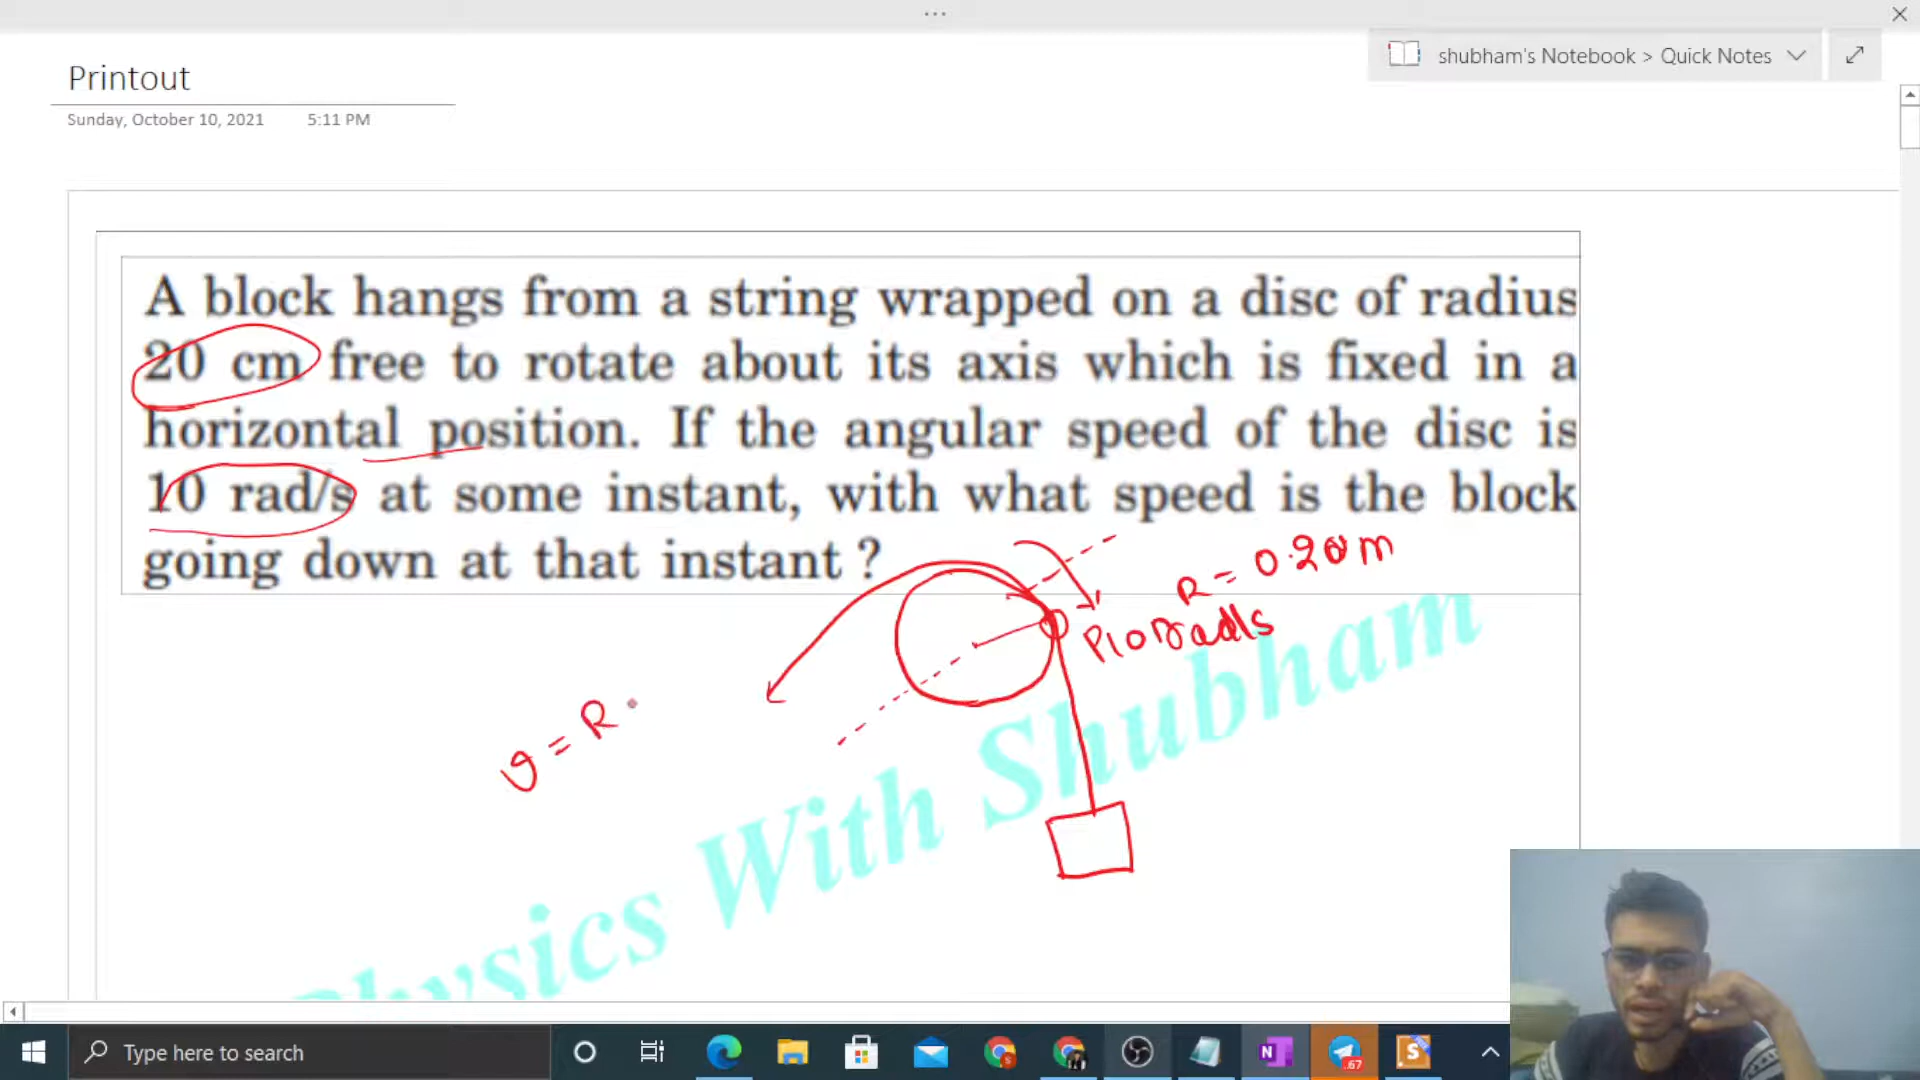 shubham's Notebook > Quick Notes
Printout
Sunday, October 10, 2021 5:11 PM
A block hangs from a string wrapped on a disc of radius
20 cm free to rotate about its axis which is fixed in a
horizontal position. If the angular speed of the disc is
10 rad/s at some instant, with what speed is the block
going down at that instant ?
R = 0.20 m
v = R
Physics With Shubham
Type here to search
N
.67
S